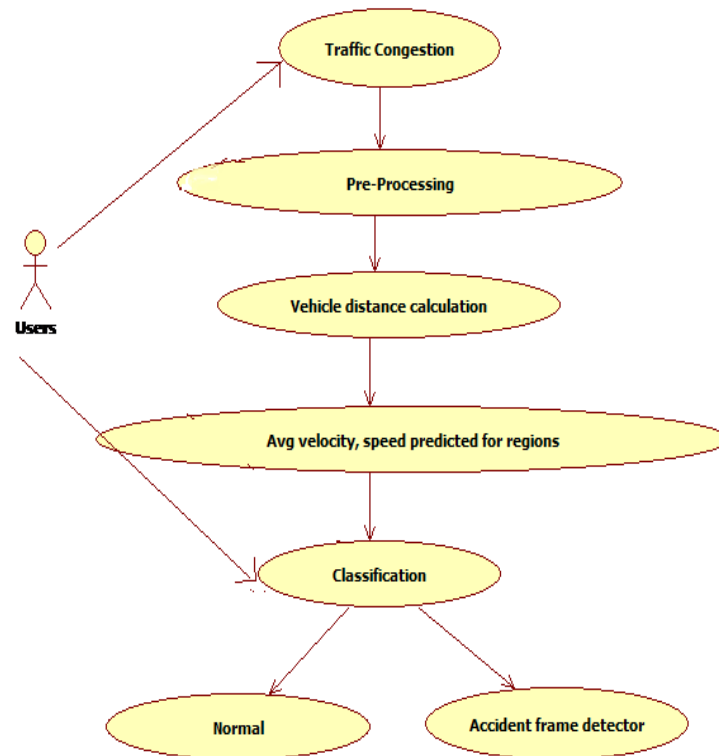 Traffic Congestion
Pre-Processing
Users
Vehicle distance calculation
Avg velocity, speed predicted for regions
Classification
Normal
Accident frame detector